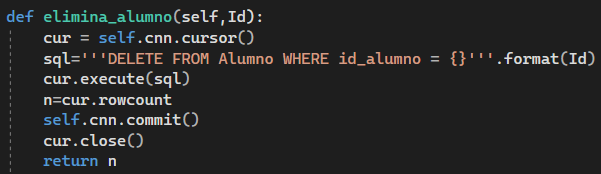 def elimina_alumno(self,Id):
    cur = self.cnn.cursor()
    sql='''DELETE FROM Alumno WHERE id_alumno = {}'''.format(Id)
    cur.execute(sql)
    n=cur.rowcount
    self.cnn.commit()
    cur.close()
    return n